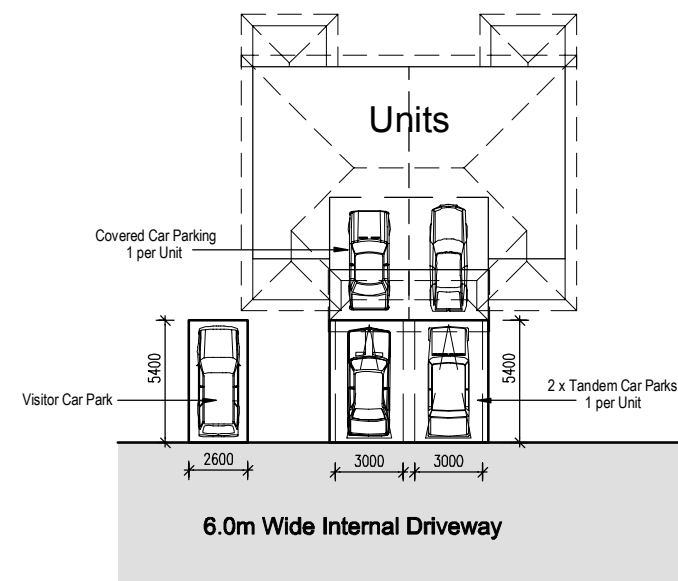 Units
Covered Car Parking
1 per Unit
5400
5400
Visitor Car Park
2 x Tandem Car Parks
1 per Unit
2600
3000
3000
6.0m Wide Internal Driveway